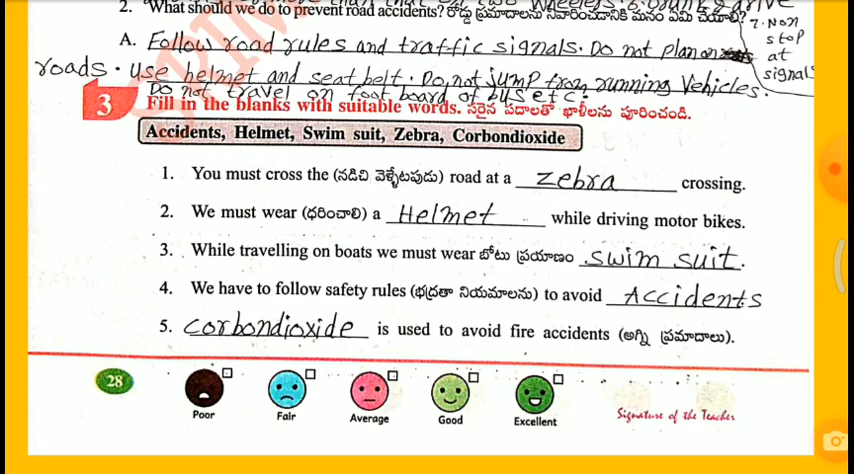 2. What should we do to prevent road accidents? రోడ్డు ప్రమాదాలను నివారించడానికి మనం ఏమి చేయాలి?
7. Non
stop
at
signals
A. Follow road rules and traffic signals. Do not plan on
roads. use helmet and seat belt. Do not jump from running Vehicles.
Do not travel on foot board of bus etc.
3 Fill in the blanks with suitable words. సరైన పదాలతో ఖాళీలను పూరించండి.
Accidents, Helmet, Swim suit, Zebra, Corbondioxide
1. You must cross the (నడిచి వెళ్ళేటపుడు) road at a zebra crossing.
2. We must wear (ధరించాలి) a Helmet while driving motor bikes.
3. While travelling on boats we must wear బోటు ప్రయాణం swim suit.
4. We have to follow safety rules (భద్రతా నియమాలను) to avoid Accidents
5. corbondioxide is used to avoid fire accidents (అగ్ని ప్రమాదాలు).
28
Poor Fair Average Good Excellent
Signature of the Teacher